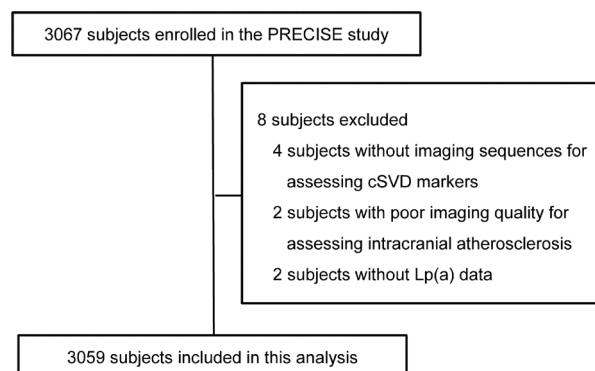 3067 subjects enrolled in the PRECISE study
8 subjects excluded
4 subjects without imaging sequences for
assessing cSVD markers
2 subjects with poor imaging quality for
assessing intracranial atherosclerosis
2 subjects without Lp(a) data
3059 subjects included in this analysis